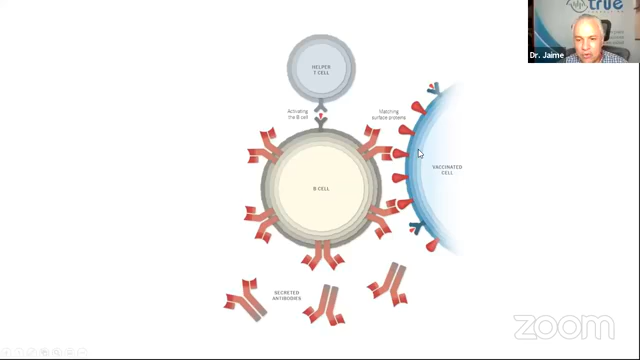 true
Dr. Jaime
HELPER
T CELL
Activating
the B cell
Matching
surface proteins
VACCINATED
CELL
B CELL
SECRETED
ANTIBODIES
zoom